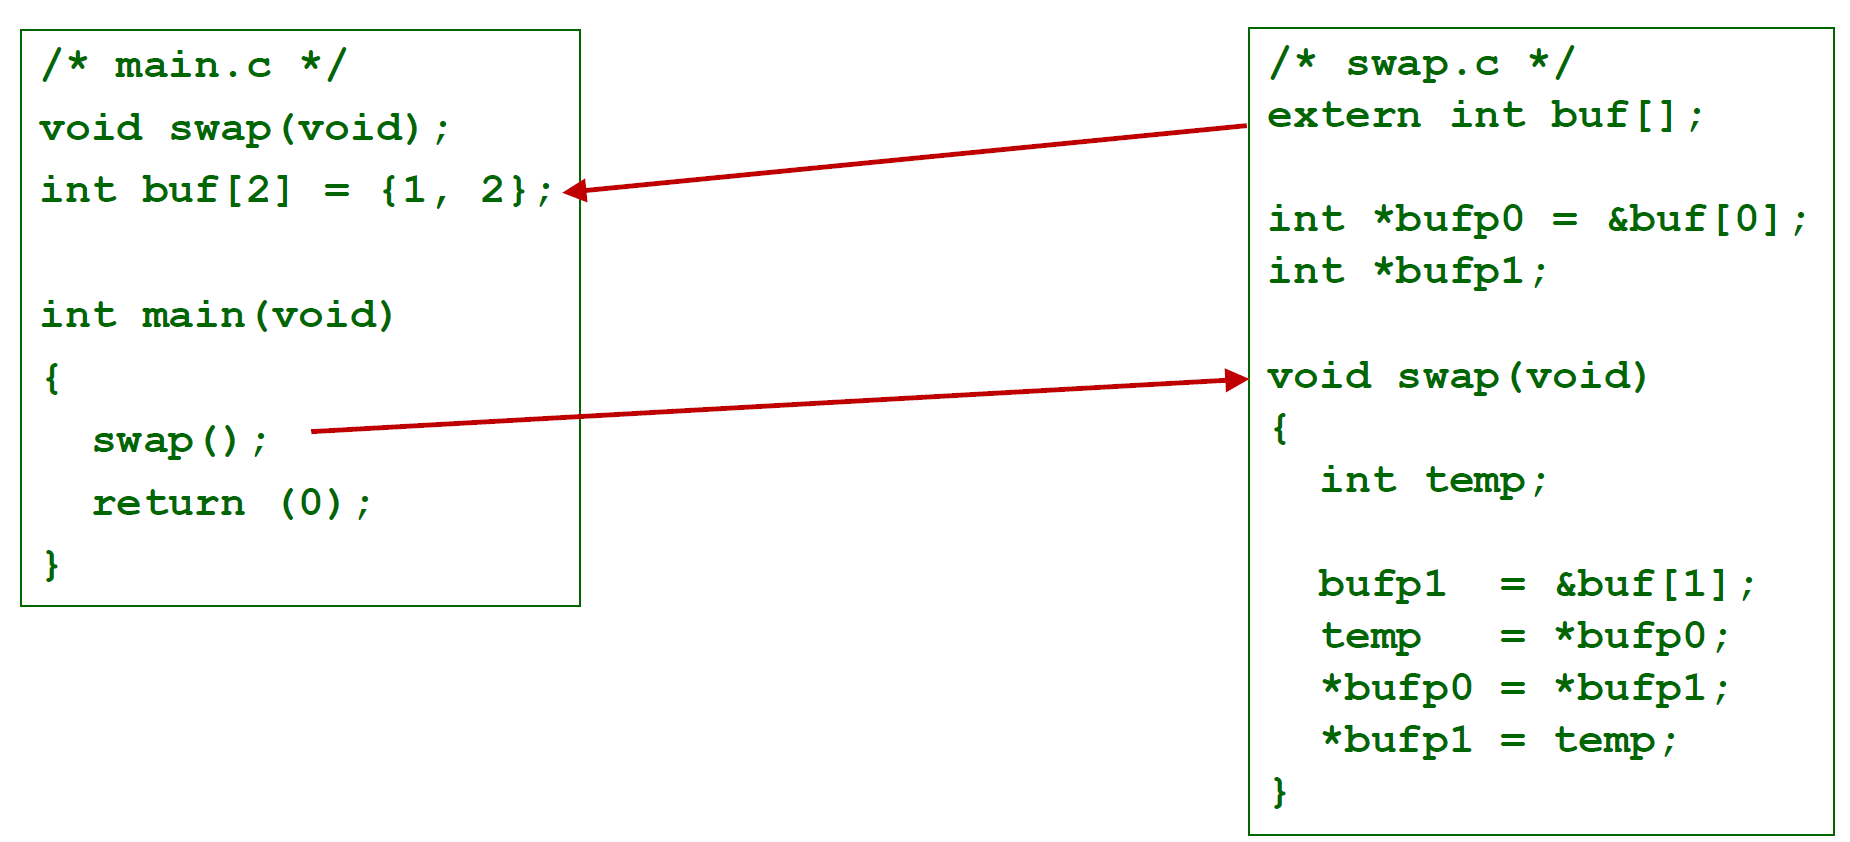 /* main.c */
void swap(void);
int buf[2] = {1, 2};
int main(void)
{
  swap();
  return (0);
}
/* swap.c */
extern int buf[];
int *bufp0 = &buf[0];
int *bufp1;
void swap(void)
{
  int temp;
  bufp1  = &buf[1];
  temp   = *bufp0;
  *bufp0 = *bufp1;
  *bufp1 = temp;
}